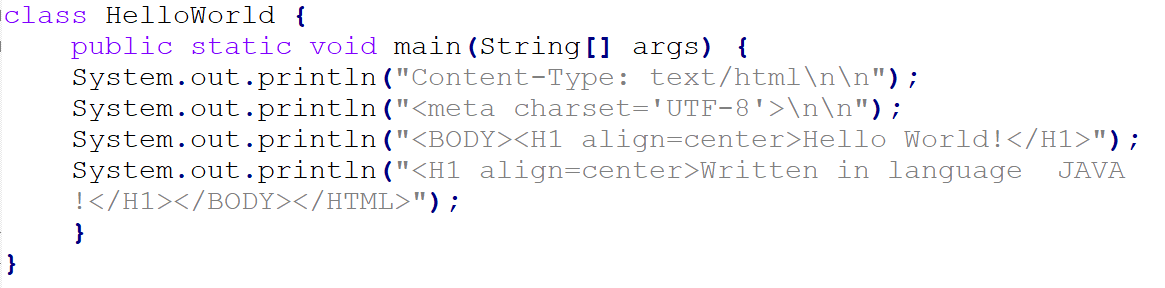 class HelloWorld {
    public static void main(String[] args) {
    System.out.println("Content-Type: text/html\n\n");
    System.out.println("<meta charset='UTF-8'>\n\n");
    System.out.println("<BODY><H1 align=center>Hello World!</H1>");
    System.out.println("<H1 align=center>Written in language  JAVA
    !</H1></BODY></HTML>");
    }
}